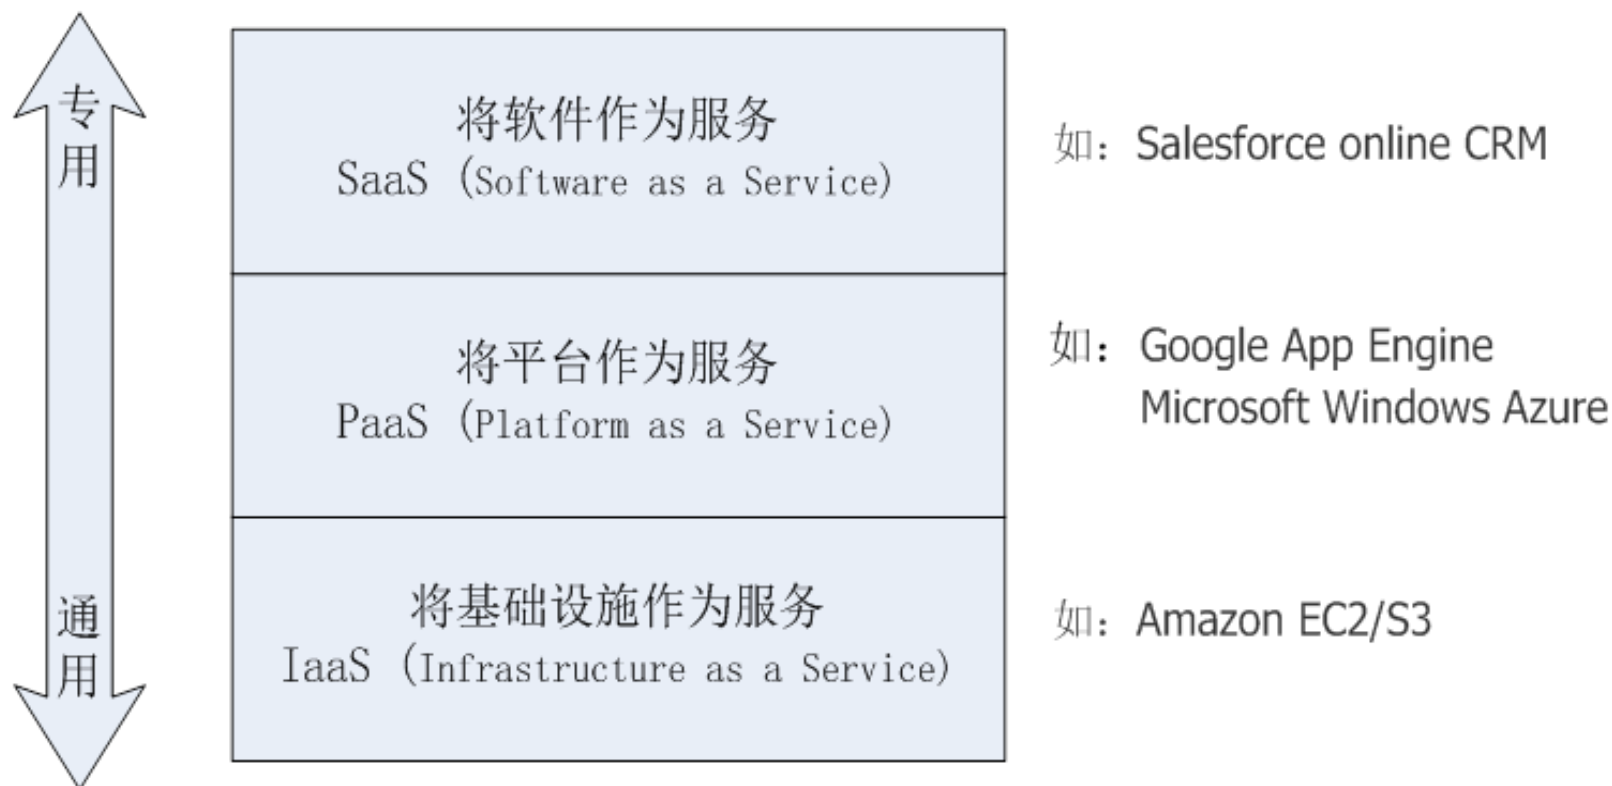 专用
将软件作为服务
SaaS (Software as a Service)
如：Salesforce online CRM
将平台作为服务
PaaS (Platform as a Service)
如：Google App Engine
Microsoft Windows Azure
将基础设施作为服务
IaaS (Infrastructure as a Service)
如：Amazon EC2/S3
通用